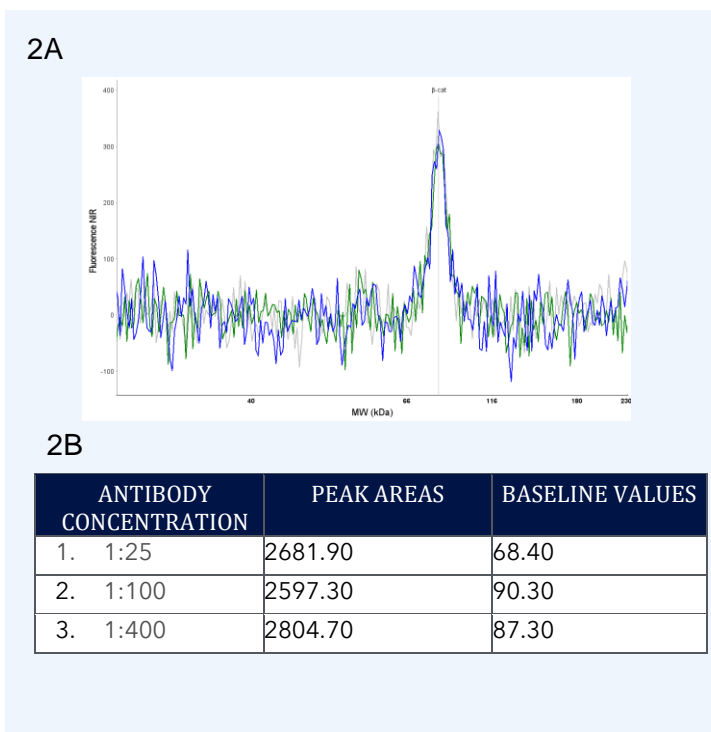 2A
400
β-cat
300
200
100
0
-100
Fluorescence NIR
40
66
116
180
230
MW (kDa)
2B
ANTIBODY CONCENTRATION PEAK AREAS BASELINE VALUES
1. 1:25 2681.90 68.40
2. 1:100 2597.30 90.30
3. 1:400 2804.70 87.30